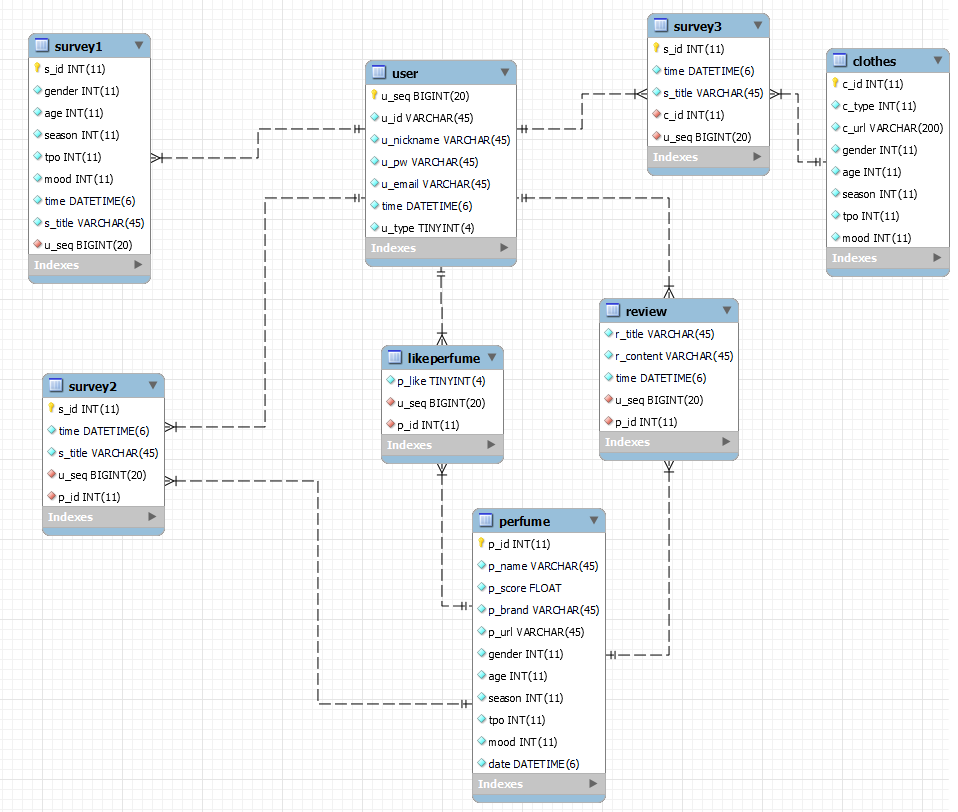 survey1
s_id INT(11)
gender INT(11)
age INT(11)
season INT(11)
tpo INT(11)
mood INT(11)
time DATETIME(6)
s_title VARCHAR(45)
u_seq BIGINT(20)
Indexes
user
u_seq BIGINT(20)
u_id VARCHAR(45)
u_nickname VARCHAR(45)
u_pw VARCHAR(45)
u_email VARCHAR(45)
time DATETIME(6)
u_type TINYINT(4)
Indexes
survey3
s_id INT(11)
time DATETIME(6)
s_title VARCHAR(45)
c_id INT(11)
u_seq BIGINT(20)
Indexes
clothes
c_id INT(11)
c_type INT(11)
c_url VARCHAR(200)
gender INT(11)
age INT(11)
season INT(11)
tpo INT(11)
mood INT(11)
Indexes
survey2
s_id INT(11)
time DATETIME(6)
s_title VARCHAR(45)
u_seq BIGINT(20)
p_id INT(11)
Indexes
likeperfume
p_like TINYINT(4)
u_seq BIGINT(20)
p_id INT(11)
Indexes
review
r_title VARCHAR(45)
r_content VARCHAR(45)
time DATETIME(6)
u_seq BIGINT(20)
p_id INT(11)
Indexes
perfume
p_id INT(11)
p_name VARCHAR(45)
p_score FLOAT
p_brand VARCHAR(45)
p_url VARCHAR(45)
gender INT(11)
age INT(11)
season INT(11)
tpo INT(11)
mood INT(11)
date DATETIME(6)
Indexes